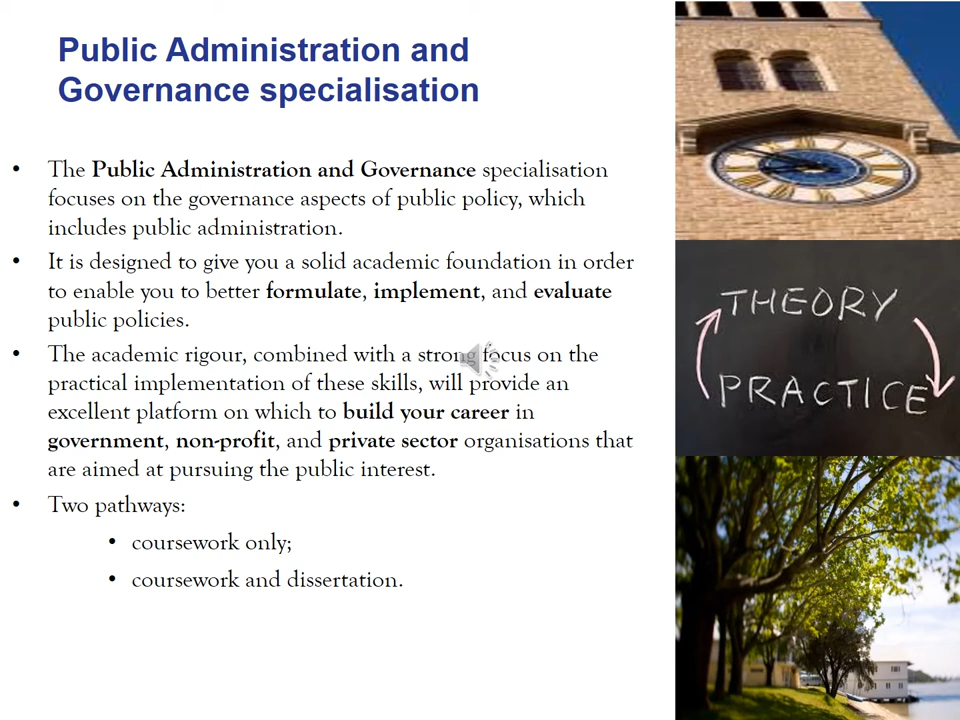 Public Administration and
Governance specialisation
• The Public Administration and Governance specialisation
focuses on the governance aspects of public policy, which
includes public administration.
• It is designed to give you a solid academic foundation in order
to enable you to better formulate, implement, and evaluate
public policies.
• The academic rigour, combined with a strong focus on the
practical implementation of these skills, will provide an
excellent platform on which to build your career in
government, non-profit, and private sector organisations that
are aimed at pursuing the public interest.
• Two pathways:
• coursework only;
• coursework and dissertation.
THEORY
PRACTICE